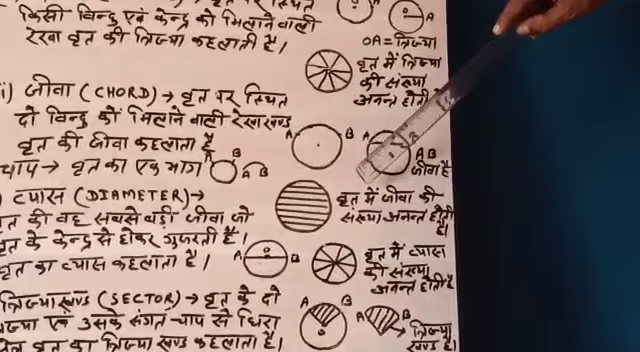 किसी बिन्दु एवं केन्द्र को मिलाने वाली
रेखा वृत की त्रिज्या कहलाती है।
A
OA = त्रिज्या
वृत में त्रिज्या
की संख्या
अनन्त होती
i) जीवा (CHORD) → वृत पर स्थित
दो बिन्दु को मिलाने वाली रेखाखण्ड
वृत की जीवा कहलाता है
A B
A B
AB
जीवा है
चाप → वृत का एक भाग
A B
A B
) व्यास (DIAMETER) →
त की वह सबसे बड़ी जीवा जो
वृत के केन्द्र से होकर गुजरती है।
वृत का व्यास कहलाता है।
वृत में जीवा की
संख्या अनन्त होती
है।
A O B
वृत में व्यास
की संख्या
अनन्त होती है
त्रिज्याखण्ड (SECTOR) → वृत के दो
त्रिज्या एवं उसके संगत चाप से घिरा
वृत का त्रिज्या खण्ड कहलाता है।
A B
O
A B
त्रिज्या
खण्ड है।